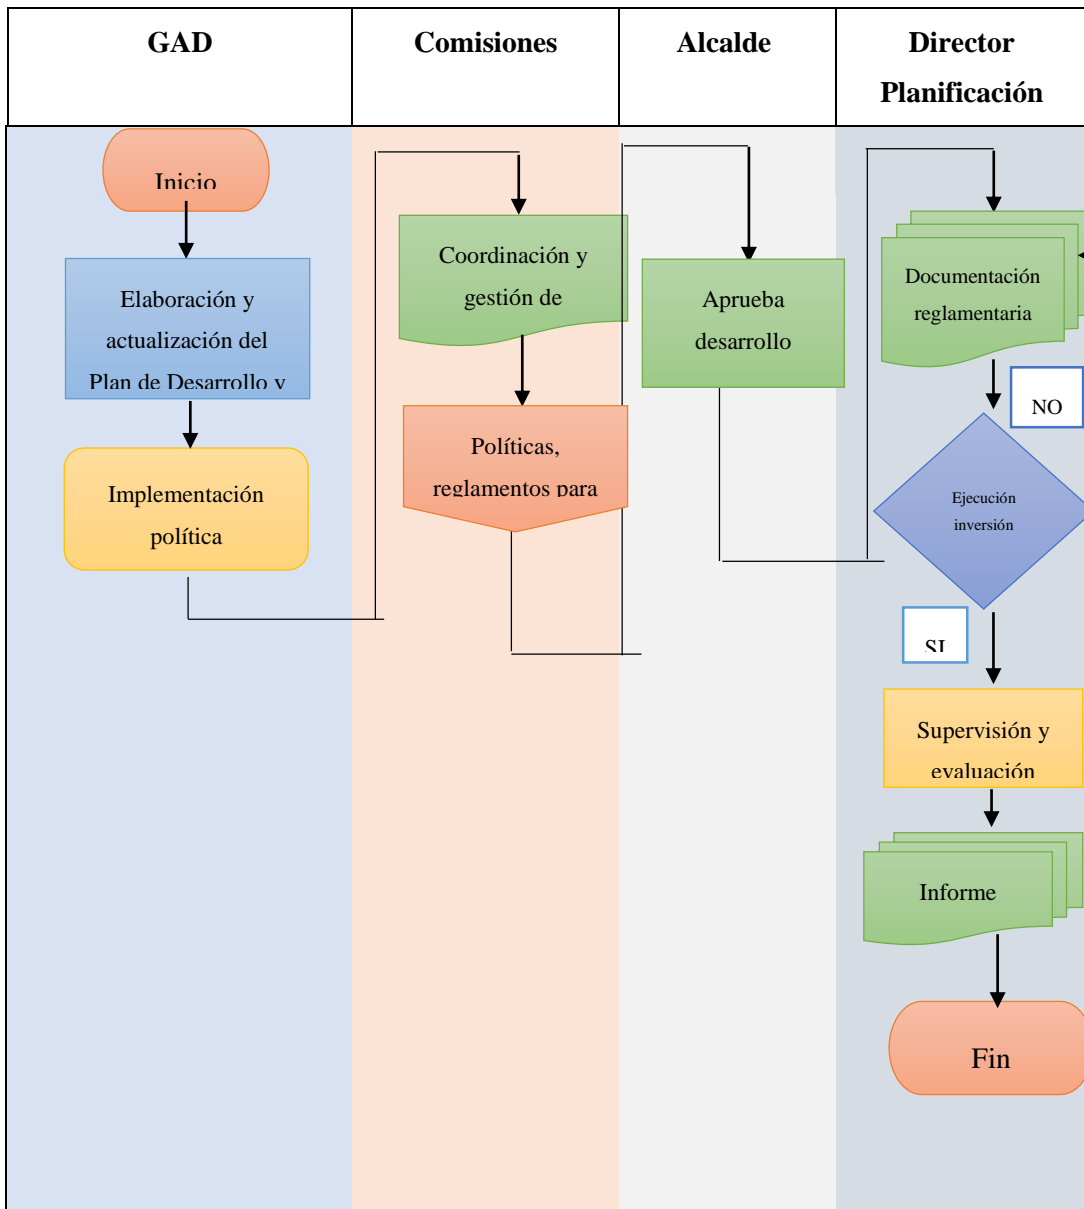 GAD
Comisiones
Alcalde
Director
Planificación
Inicio
Elaboración y
actualización del
Plan de Desarrollo y
Implementación
política
Coordinación y
gestión de
Políticas,
reglamentos para
Aprueba
desarrollo
Documentación
reglamentaria
NO
Ejecución
inversión
SI
Supervisión y
evaluación
Informe
Fin